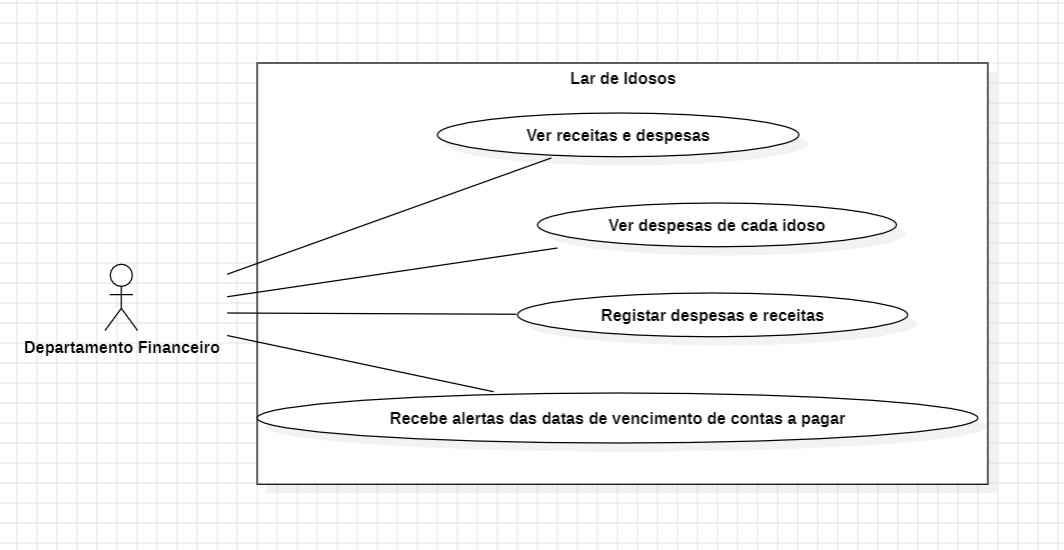 Lar de Idosos
Ver receitas e despesas
Ver despesas de cada idoso
Registar despesas e receitas
Departamento Financeiro
Recebe alertas das datas de vencimento de contas a pagar